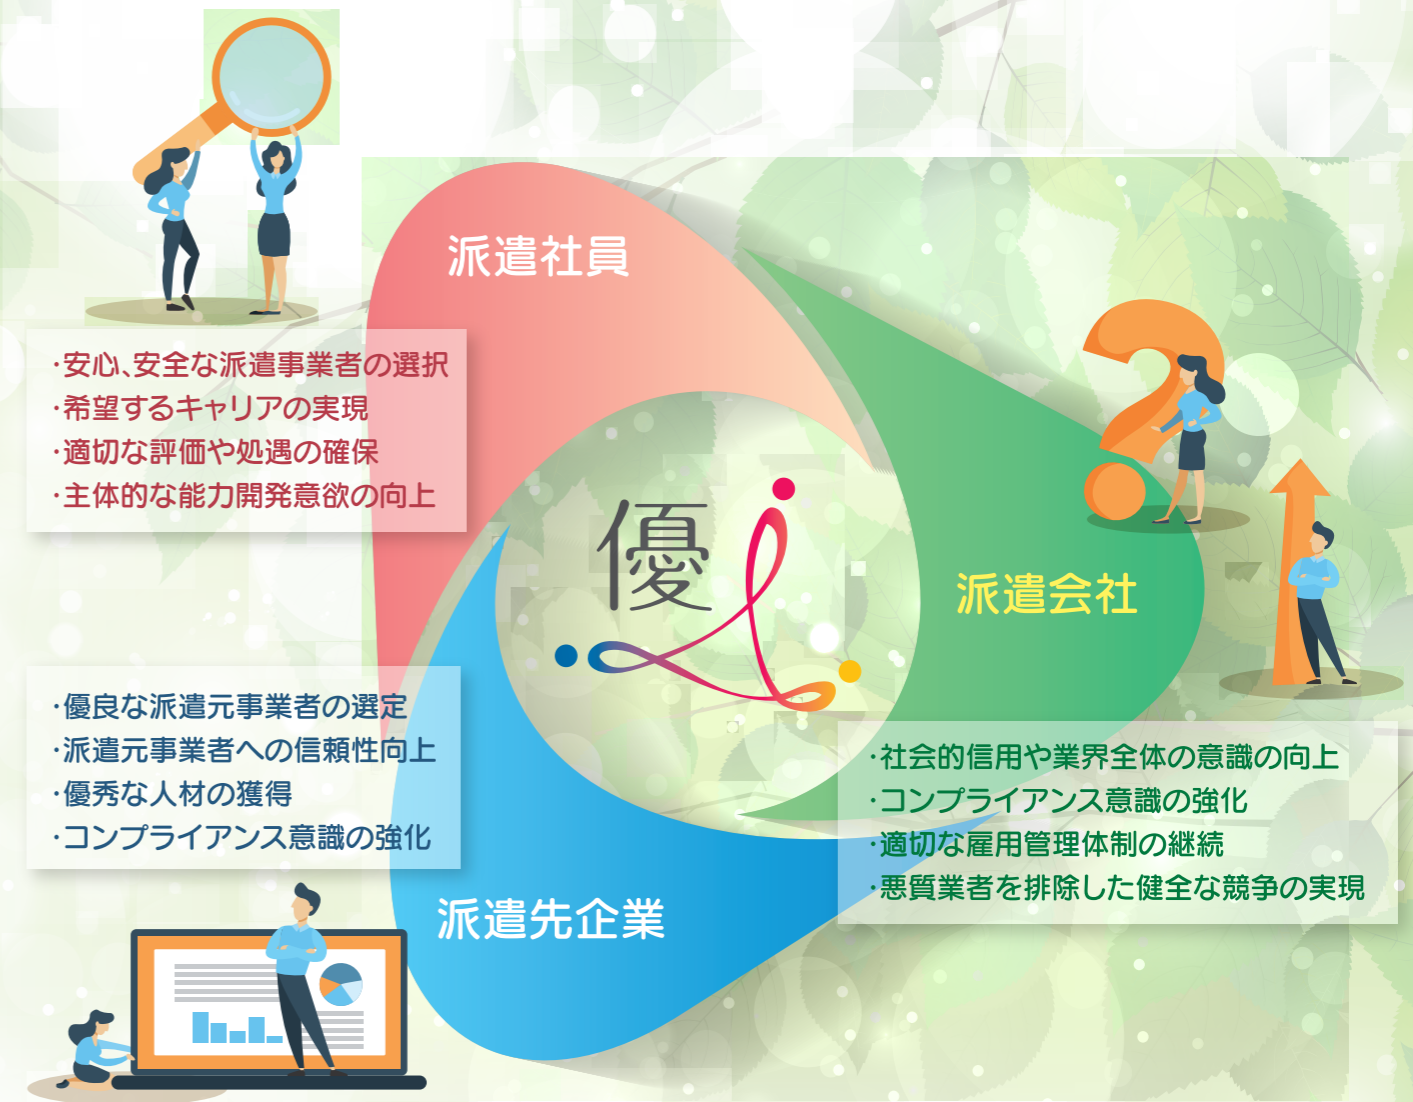 派遣社員
・安心、安全な派遣事業者の選択
・希望するキャリアの実現
・適切な評価や処遇の確保
・主体的な能力開発意欲の向上
優
派遣会社
・社会的信用や業界全体の意識の向上
・コンプライアンス意識の強化
・適切な雇用管理体制の継続
・悪質業者を排除した健全な競争の実現
・優良な派遣元事業者の選定
・派遣元事業者への信頼性向上
・優秀な人材の獲得
・コンプライアンス意識の強化
派遣先企業